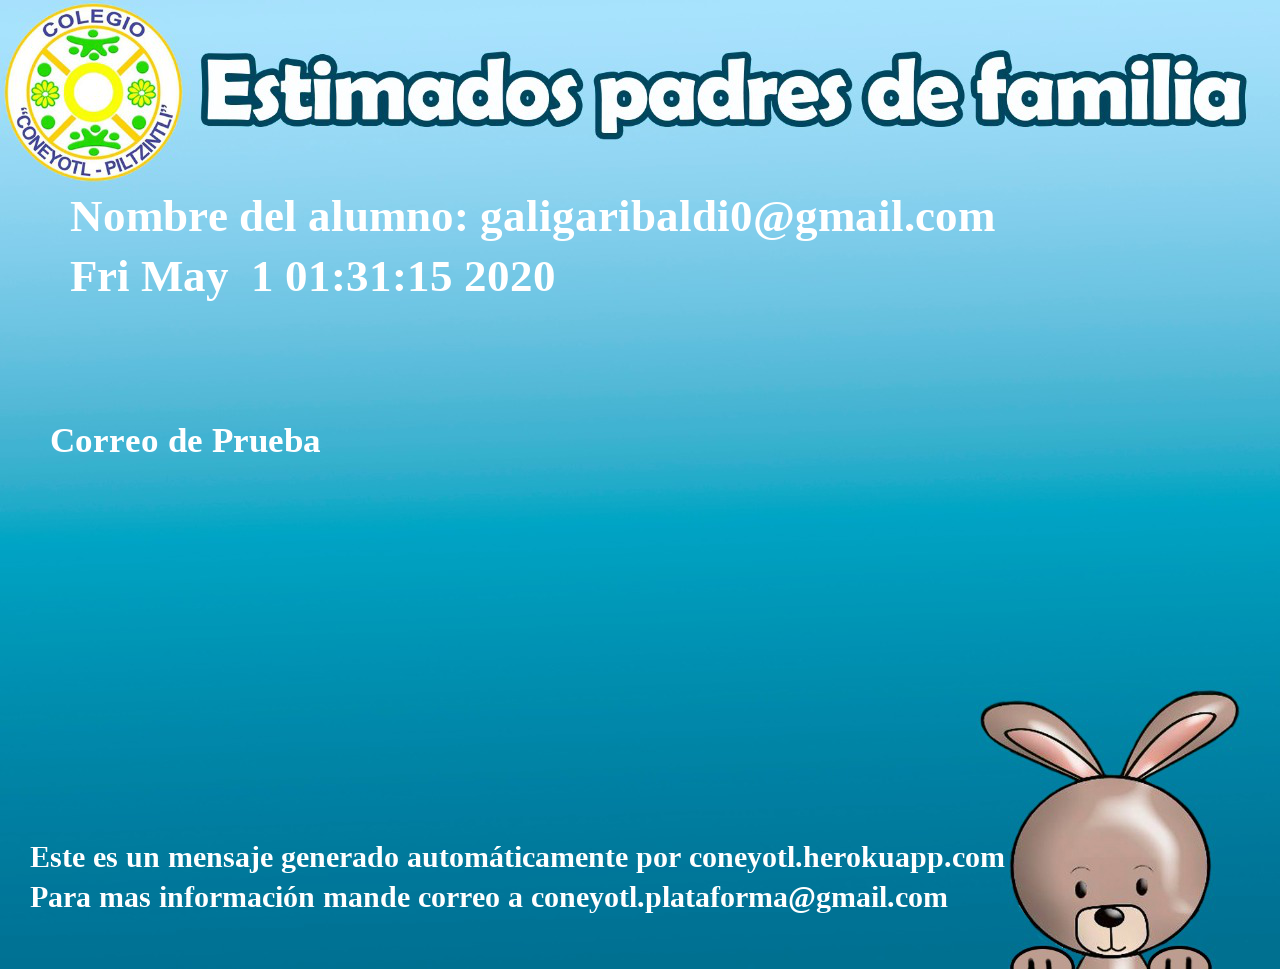 COLEGIO
"CONEYOTL - PILTZINTLI"
Estimados padres de familia
Nombre del alumno: galigaribaldi0@gmail.com
Fri May  1 01:31:15 2020
Correo de Prueba
Este es un mensaje generado automáticamente por coneyotl.herokuapp.com
Para mas información mande correo a coneyotl.plataforma@gmail.com